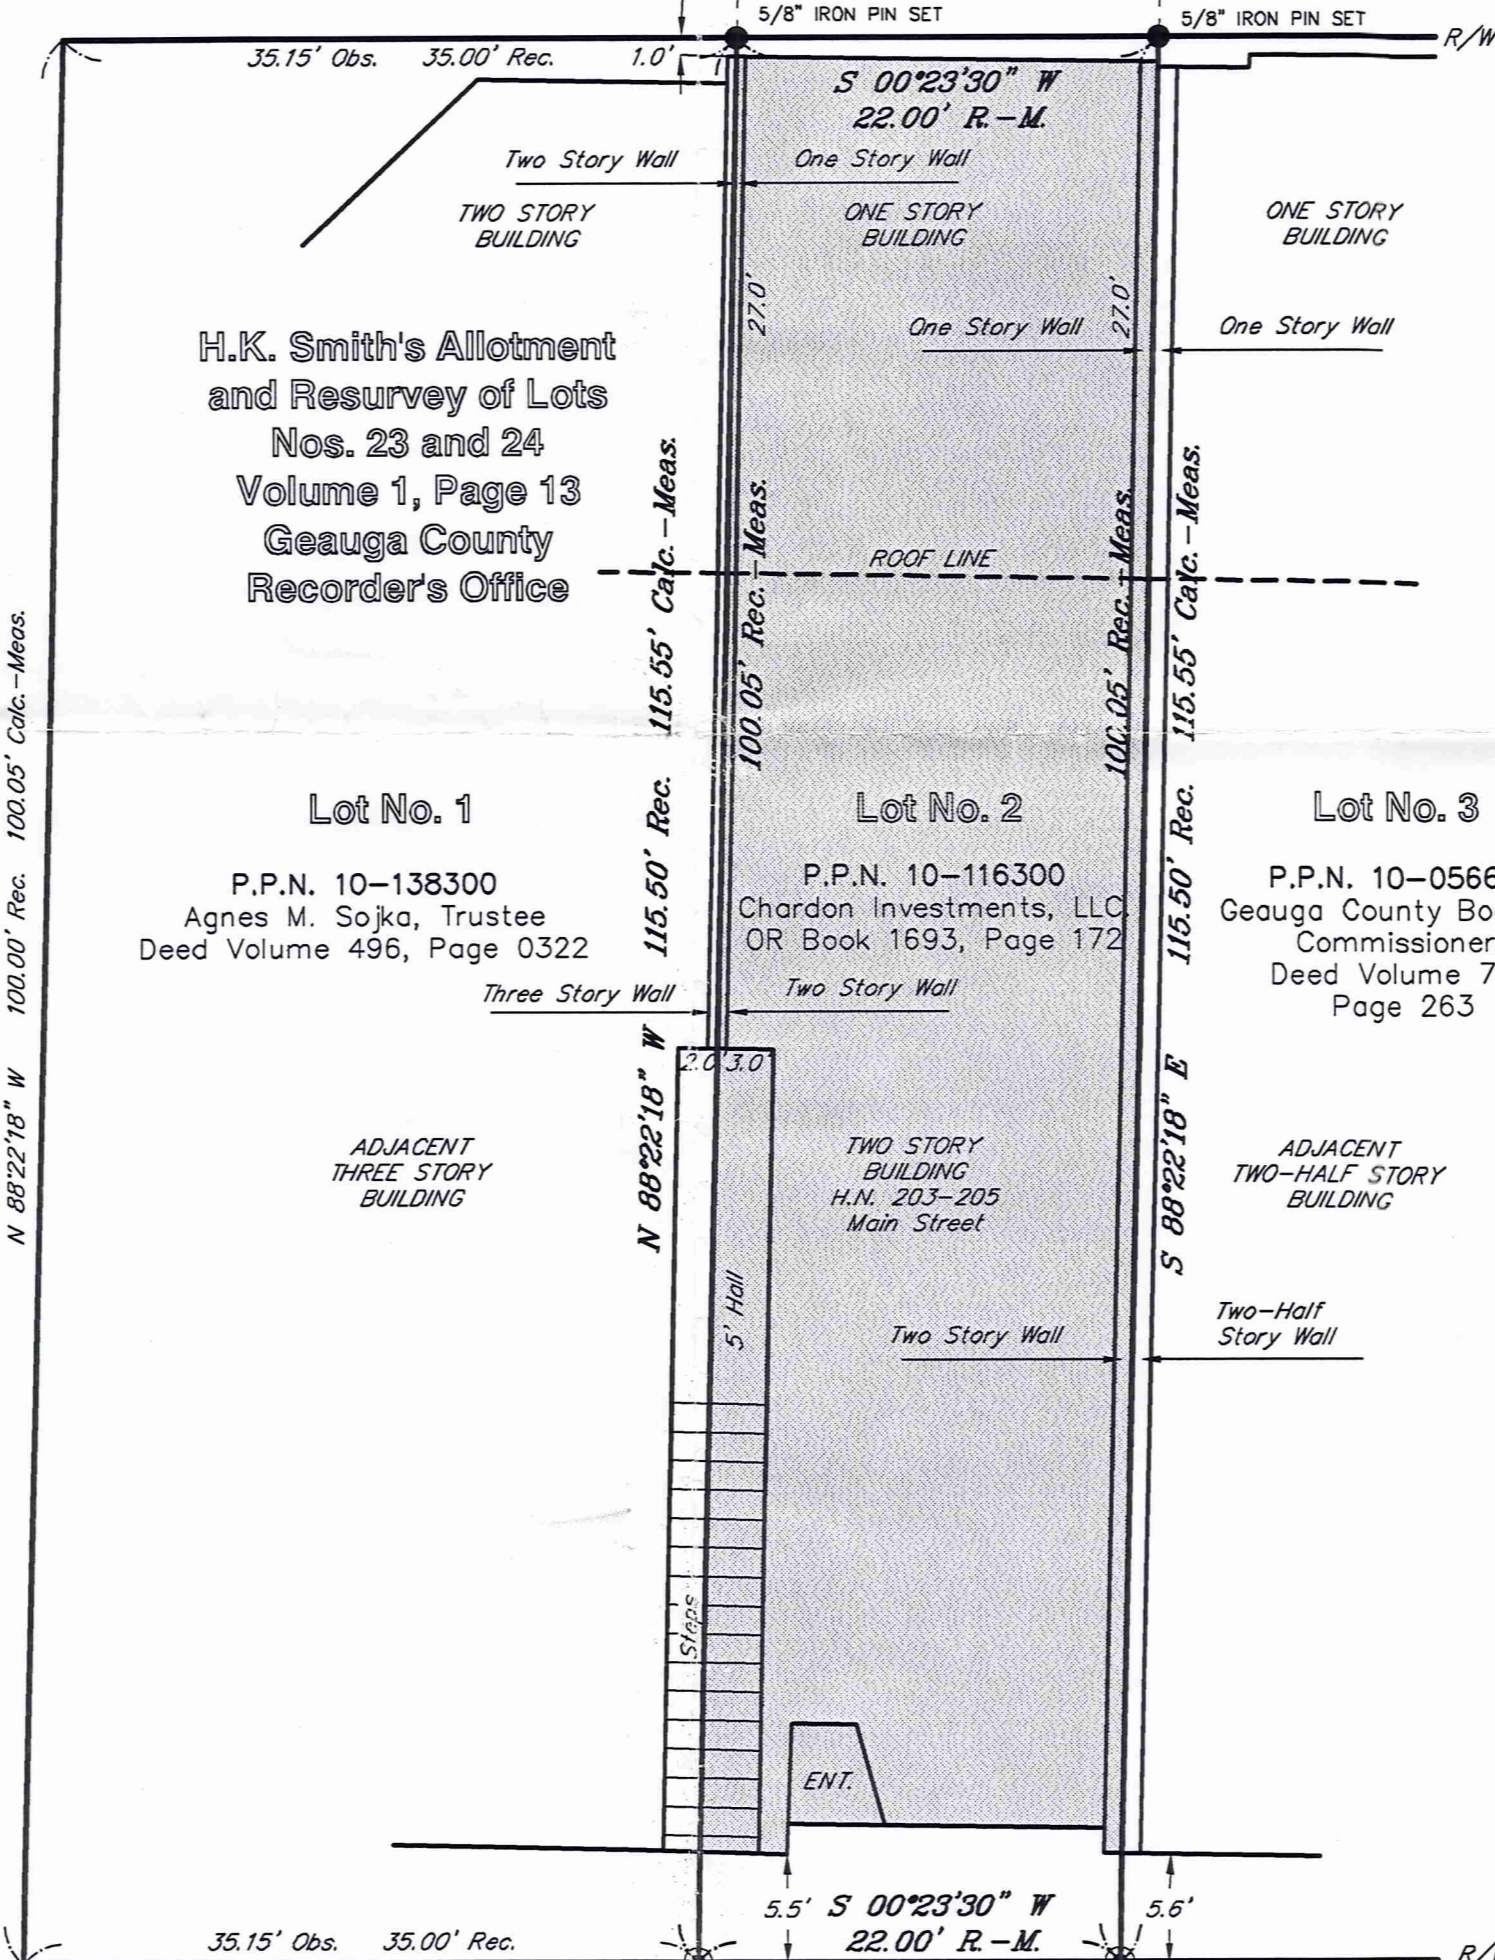 5/8" IRON PIN SET
5/8" IRON PIN SET
R/W
35.15' Obs. 35.00' Rec. 1.0'
S 00°23'30" W
22.00' R.-M.
Two Story Wall
One Story Wall
TWO STORY
BUILDING
ONE STORY
BUILDING
ONE STORY
BUILDING
27.0'
27.0'
One Story Wall
One Story Wall
H.K. Smith's Allotment
and Resurvey of Lots
Nos. 23 and 24
Volume 1, Page 13
Geauga County
Recorder's Office
ROOF LINE
N 88°22'18" W 100.00' Rec. 100.05' Calc.-Meas.
N 88°22'18" W 115.50' Rec. 115.55' Calc.-Meas.
100.05' Rec.-Meas.
100.05' Rec.-Meas.
S 88°22'18" E 115.50' Rec. 115.55' Calc.-Meas.
Lot No. 1
P.P.N. 10-138300
Agnes M. Sojka, Trustee
Deed Volume 496, Page 0322
Lot No. 2
P.P.N. 10-116300
Chardon Investments, LLC.
OR Book 1693, Page 172
Lot No. 3
P.P.N. 10-0566
Geauga County Bo
Commissioner
Deed Volume 7
Page 263
Three Story Wall
Two Story Wall
2.0' 3.0'
ADJACENT
THREE STORY
BUILDING
TWO STORY
BUILDING
H.N. 203-205
Main Street
ADJACENT
TWO-HALF STORY
BUILDING
5' Hall
Two Story Wall
Two-Half
Story Wall
Steps
ENT.
5.5' S 00°23'30" W 5.6'
22.00' R.-M.
35.15' Obs. 35.00' Rec.
R/